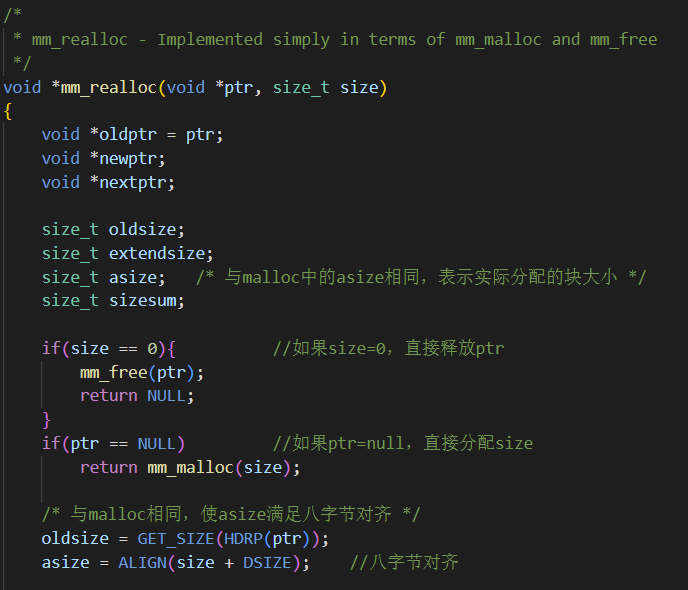 /*
 * mm_realloc - Implemented simply in terms of mm_malloc and mm_free
 */
void *mm_realloc(void *ptr, size_t size)
{
    void *oldptr = ptr;
    void *newptr;
    void *nextptr;

    size_t oldsize;
    size_t extendsize;
    size_t asize;   /* 与malloc中的asize相同，表示实际分配的块大小 */
    size_t sizesum;

    if(size == 0){          //如果size=0，直接释放ptr
        mm_free(ptr);
        return NULL;
    }
    if(ptr == NULL)         //如果ptr=null，直接分配size
        return mm_malloc(size);

    /* 与malloc相同，使asize满足八字节对齐 */
    oldsize = GET_SIZE(HDRP(ptr));
    asize = ALIGN(size + DSIZE);    //八字节对齐